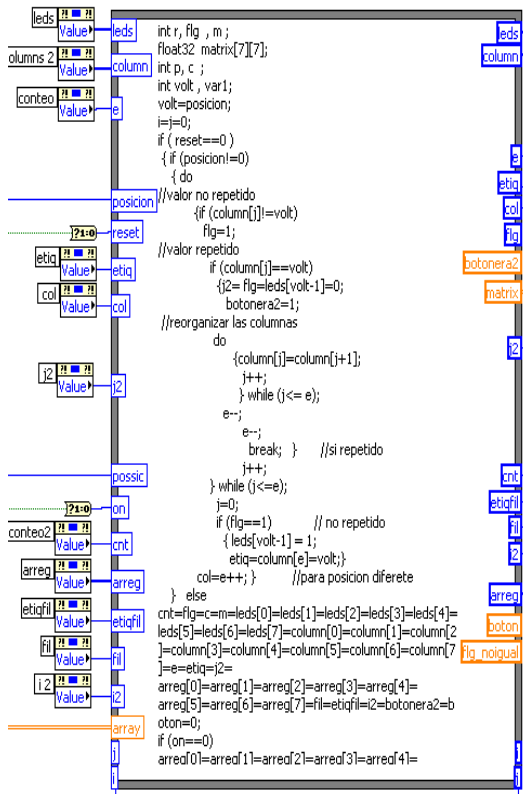 leds
Value
leds
olumns 2
Value
column
conteo
Value
e
posicion
?1:0
reset
etiq
Value
etiq
col
Value
col
j2
Value
j2
possic
?1:0
on
conteo2
Value
cnt
arreg
Value
arreg
etiqfil
Value
etiqfil
fil
Value
fil
i 2
Value
i2
array
j
i
int r, flg , m ;
float32 matrix[7][7];
int p, c ;
int volt , var1;
volt=posicion;
i=j=0;
if ( reset==0 )
{ if (posicion!=0)
{ do
//valor no repetido
{if (column[j]!=volt)
flg=1;
//valor repetido
if (column[j]==volt)
{j2= flg=leds[volt-1]=0;
botonera2=1;
//reorganizar las columnas
do
{column[j]=column[j+1];
j++;
} while (j<= e);
e--;
e--;
break; } //si repetido
j++;
} while (j<=e);
j=0;
if (flg==1) // no repetido
{ leds[volt-1] = 1;
etiq=column[e]=volt;}
col=e++; } //para posicion diferete
} else
cnt=flg=c=m=leds[0]=leds[1]=leds[2]=leds[3]=leds[4]=
leds[5]=leds[6]=leds[7]=column[0]=column[1]=column[2
]=column[3]=column[4]=column[5]=column[6]=column[7
]=e=etiq=j2=
arreg[0]=arreg[1]=arreg[2]=arreg[3]=arreg[4]=
arreg[5]=arreg[6]=arreg[7]=fil=etiqfil=i2=botonera2=b
oton=0;
if (on==0)
arreg[0]=arreg[1]=arreg[2]=arreg[3]=arreg[4]=
leds
column
e
etiq
col
flg
botonera2
matrix
j2
cnt
etiqfil
fil
i2
arreg
boton
flg_noigual
j